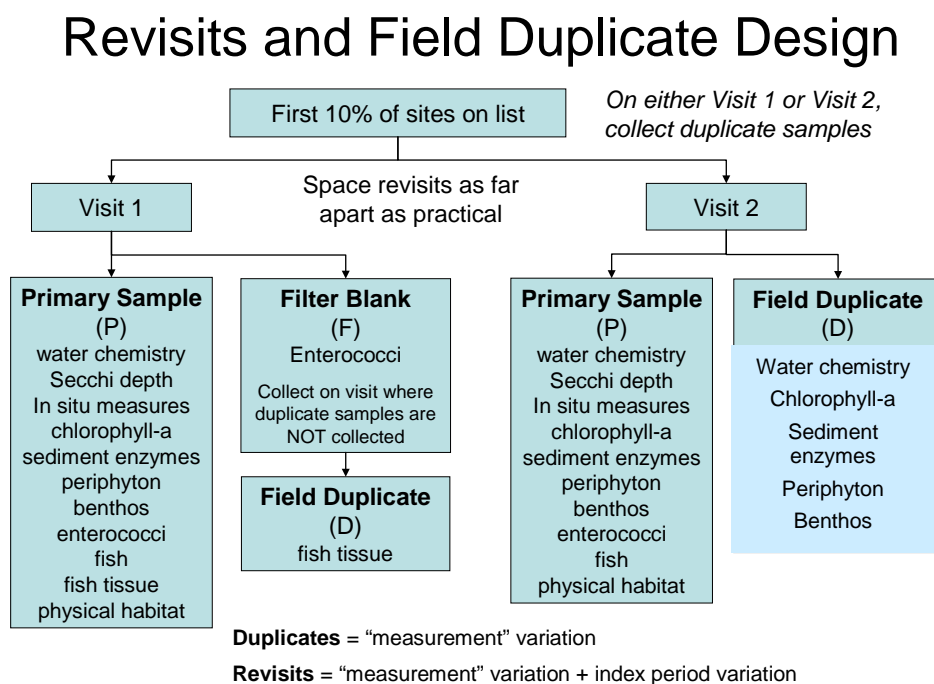 Revisits and Field Duplicate Design
First 10% of sites on list
On either Visit 1 or Visit 2,
collect duplicate samples
Visit 1
Space revisits as far
apart as practical
Visit 2
Primary Sample
(P)
water chemistry
Secchi depth
In situ measures
chlorophyll-a
sediment enzymes
periphyton
benthos
enterococci
fish
fish tissue
physical habitat
Filter Blank
(F)
Enterococci
Collect on visit where
duplicate samples are
NOT collected
Field Duplicate
(D)
fish tissue
Primary Sample
(P)
water chemistry
Secchi depth
In situ measures
chlorophyll-a
sediment enzymes
periphyton
benthos
enterococci
fish
physical habitat
Field Duplicate
(D)
Water chemistry
Chlorophyll-a
Sediment
enzymes
Periphyton
Benthos
Duplicates = “measurement” variation
Revisits = “measurement” variation + index period variation